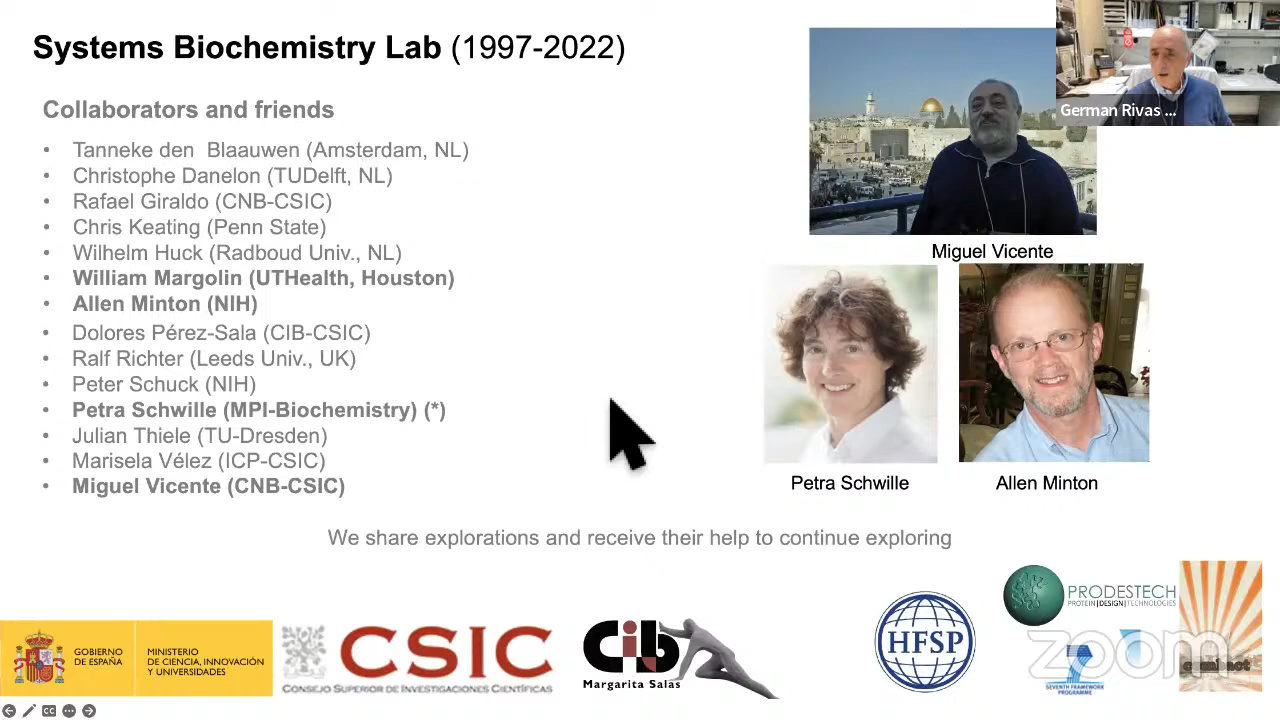 Systems Biochemistry Lab (1997-2022)
German Rivas ...
Collaborators and friends
• Tanneke den Blaauwen (Amsterdam, NL)
• Christophe Danelon (TUDelft, NL)
• Rafael Giraldo (CNB-CSIC)
• Chris Keating (Penn State)
• Wilhelm Huck (Radboud Univ., NL)
• William Margolin (UTHealth, Houston)
• Allen Minton (NIH)
• Dolores Pérez-Sala (CIB-CSIC)
• Ralf Richter (Leeds Univ., UK)
• Peter Schuck (NIH)
• Petra Schwille (MPI-Biochemistry) (*)
• Julian Thiele (TU-Dresden)
• Marisela Vélez (ICP-CSIC)
• Miguel Vicente (CNB-CSIC)
Miguel Vicente
Petra Schwille
Allen Minton
We share explorations and receive their help to continue exploring
GOBIERNO
DE ESPAÑA
MINISTERIO
DE CIENCIA, INNOVACIÓN
Y UNIVERSIDADES
CSIC
CONSEJO SUPERIOR DE INVESTIGACIONES CIENTÍFICAS
cib
Margarita Salas
HFSP
PRODESTECH
PROTEIN|DESIGN|TECHNOLOGIES
zoom
SEVENTH FRAMEWORK
PROGRAMME
CC